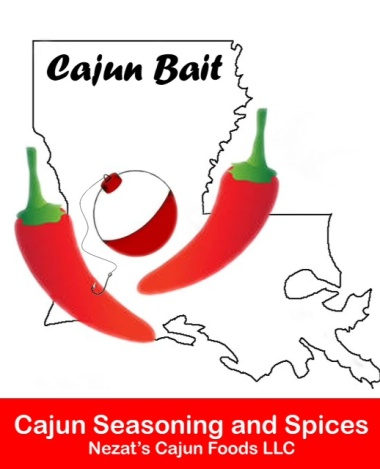 Cajun Bait
Cajun Seasoning and Spices
Nezat's Cajun Foods LLC